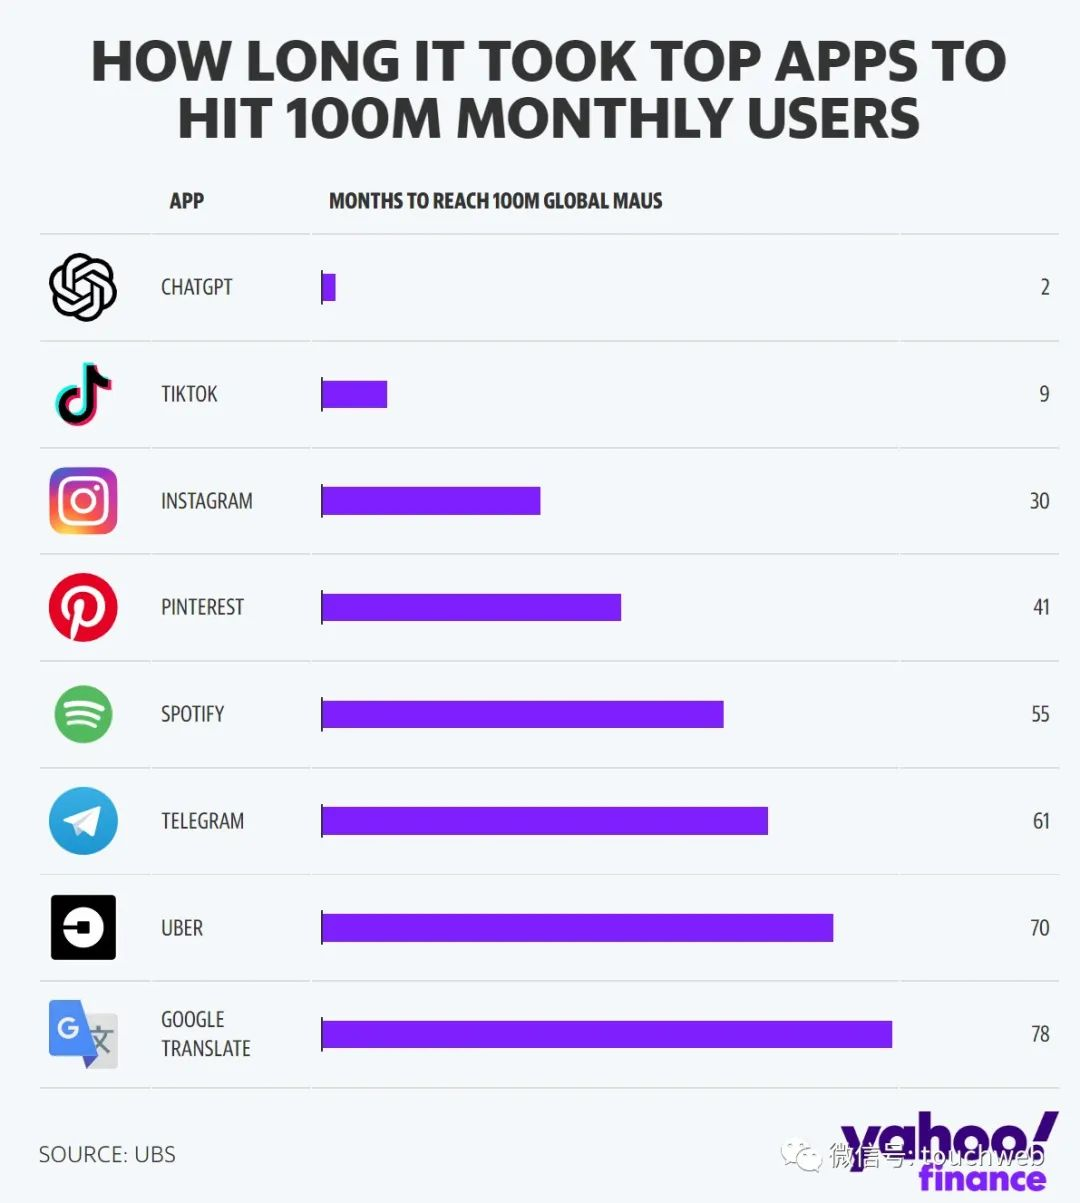 HOW LONG IT TOOK TOP APPS TO
HIT 100M MONTHLY USERS
APP MONTHS TO REACH 100M GLOBAL MAUS
CHATGPT 2
TIKTOK 9
INSTAGRAM 30
PINTEREST 41
SPOTIFY 55
TELEGRAM 61
UBER 70
G 文
GOOGLE
TRANSLATE 78
SOURCE: UBS
yahoo!
微信号: touchweb
finance